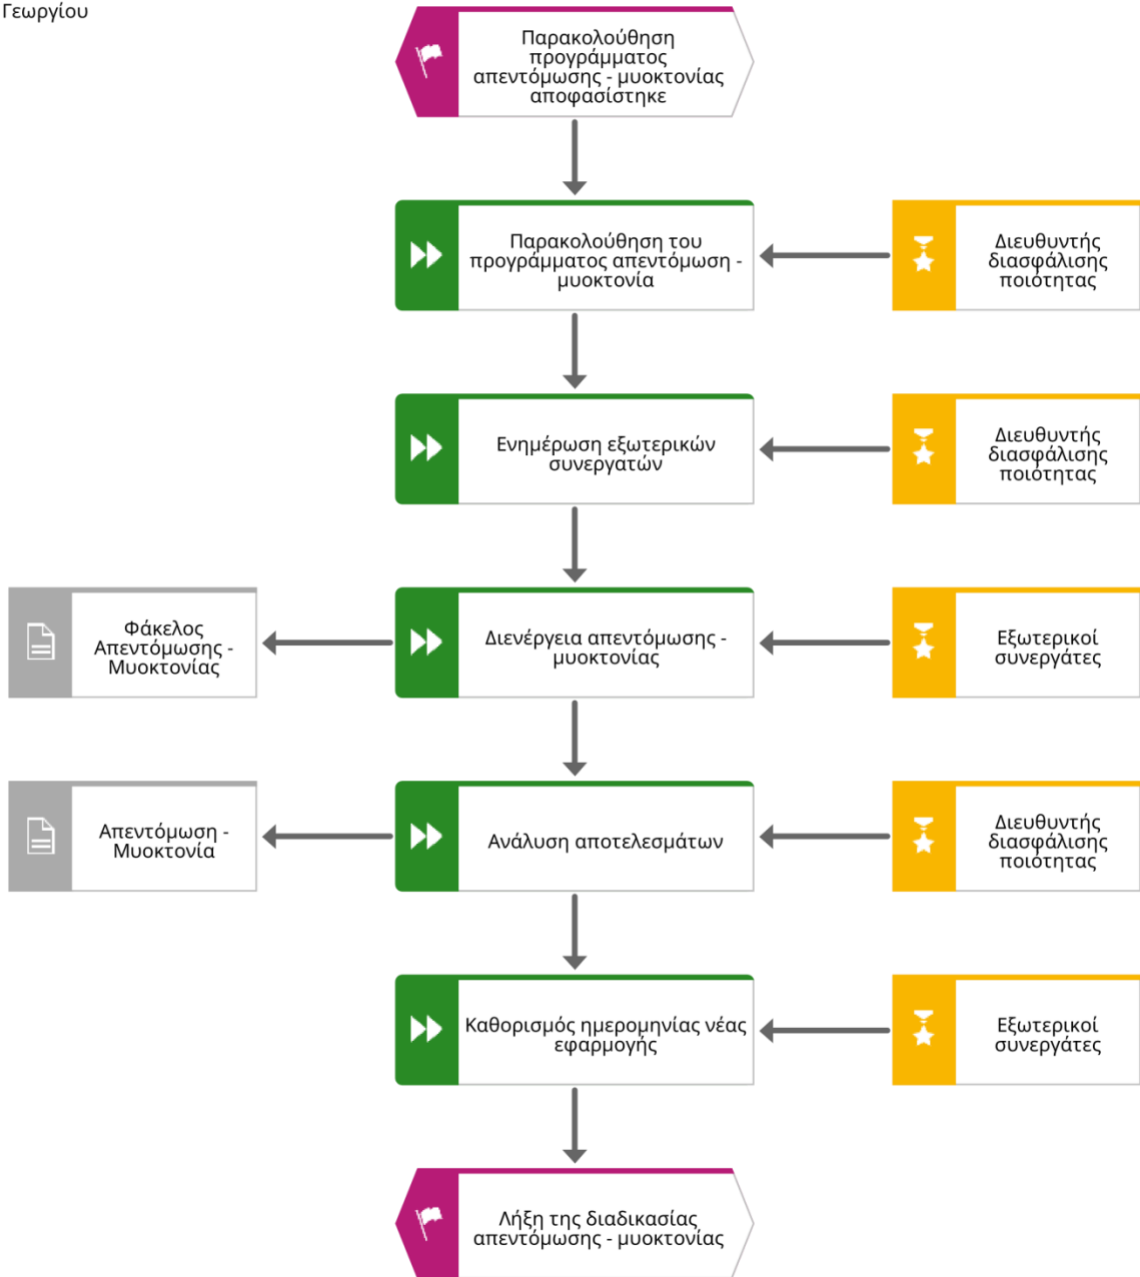 Γεωργίου
Παρακολούθηση
προγράμματος
απεντόμωσης - μυοκτονίας
αποφασίστηκε
Παρακολούθηση του
προγράμματος απεντόμωση -
μυοκτονία
Διευθυντής
διασφάλισης
ποιότητας
Ενημέρωση εξωτερικών
συνεργατών
Διευθυντής
διασφάλισης
ποιότητας
Φάκελος
Απεντόμωσης -
Μυοκτονίας
Διενέργεια απεντόμωσης -
μυοκτονίας
Εξωτερικοί
συνεργάτες
Απεντόμωση -
Μυοκτονία
Ανάλυση αποτελεσμάτων
Διευθυντής
διασφάλισης
ποιότητας
Καθορισμός ημερομηνίας νέας
εφαρμογής
Εξωτερικοί
συνεργάτες
Λήξη της διαδικασίας
απεντόμωσης - μυοκτονίας